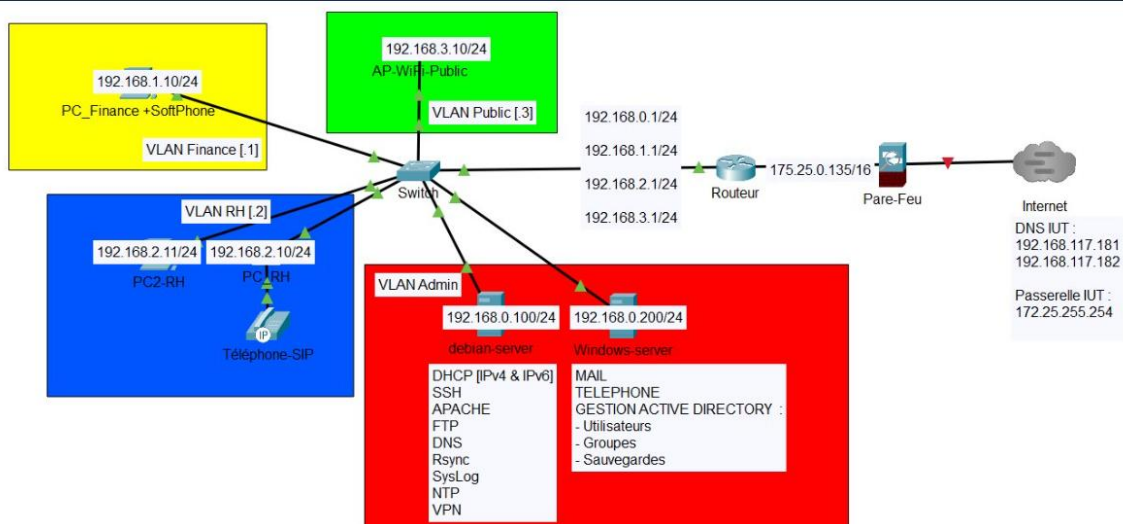 192.168.1.10/24
PC_Finance +SoftPhone
VLAN Finance [.1]
192.168.3.10/24
AP-WiFi-Public
VLAN Public [.3]
VLAN RH [.2]
192.168.2.11/24
PC2-RH
192.168.2.10/24
PC_RH
IP
Téléphone-SIP
Switch
192.168.0.1/24
192.168.1.1/24
192.168.2.1/24
192.168.3.1/24
Routeur
175.25.0.135/16
Pare-Feu
Internet
DNS IUT :
192.168.117.181
192.168.117.182
Passerelle IUT :
172.25.255.254
VLAN Admin
192.168.0.100/24
debian-server
DHCP [IPv4 & IPv6]
SSH
APACHE
FTP
DNS
Rsync
SysLog
NTP
VPN
192.168.0.200/24
Windows-server
MAIL
TELEPHONE
GESTION ACTIVE DIRECTORY :
- Utilisateurs
- Groupes
- Sauvegardes